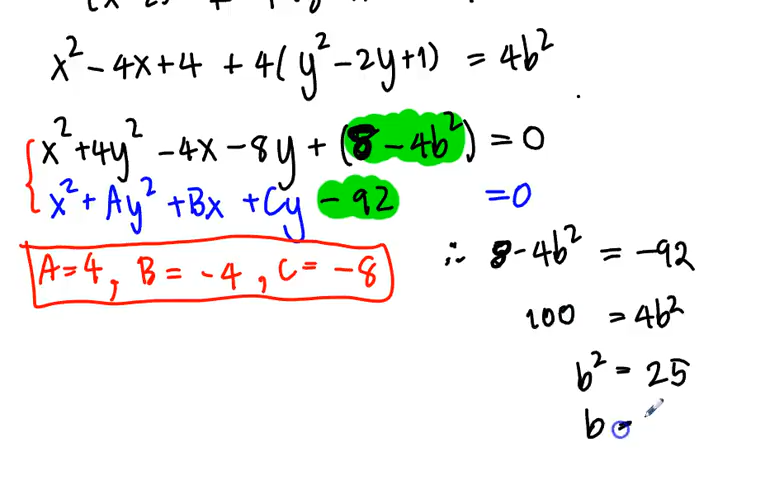 x² - 4x + 4 + 4(y² - 2y + 1) = 4b²
x² + 4y² - 4x - 8y + (8 - 4b²) = 0
x² + Ay² + Bx + Cy - 92 = 0
A = 4, B = -4, C = -8
∴ 8 - 4b² = -92
100 = 4b²
b² = 25
b =